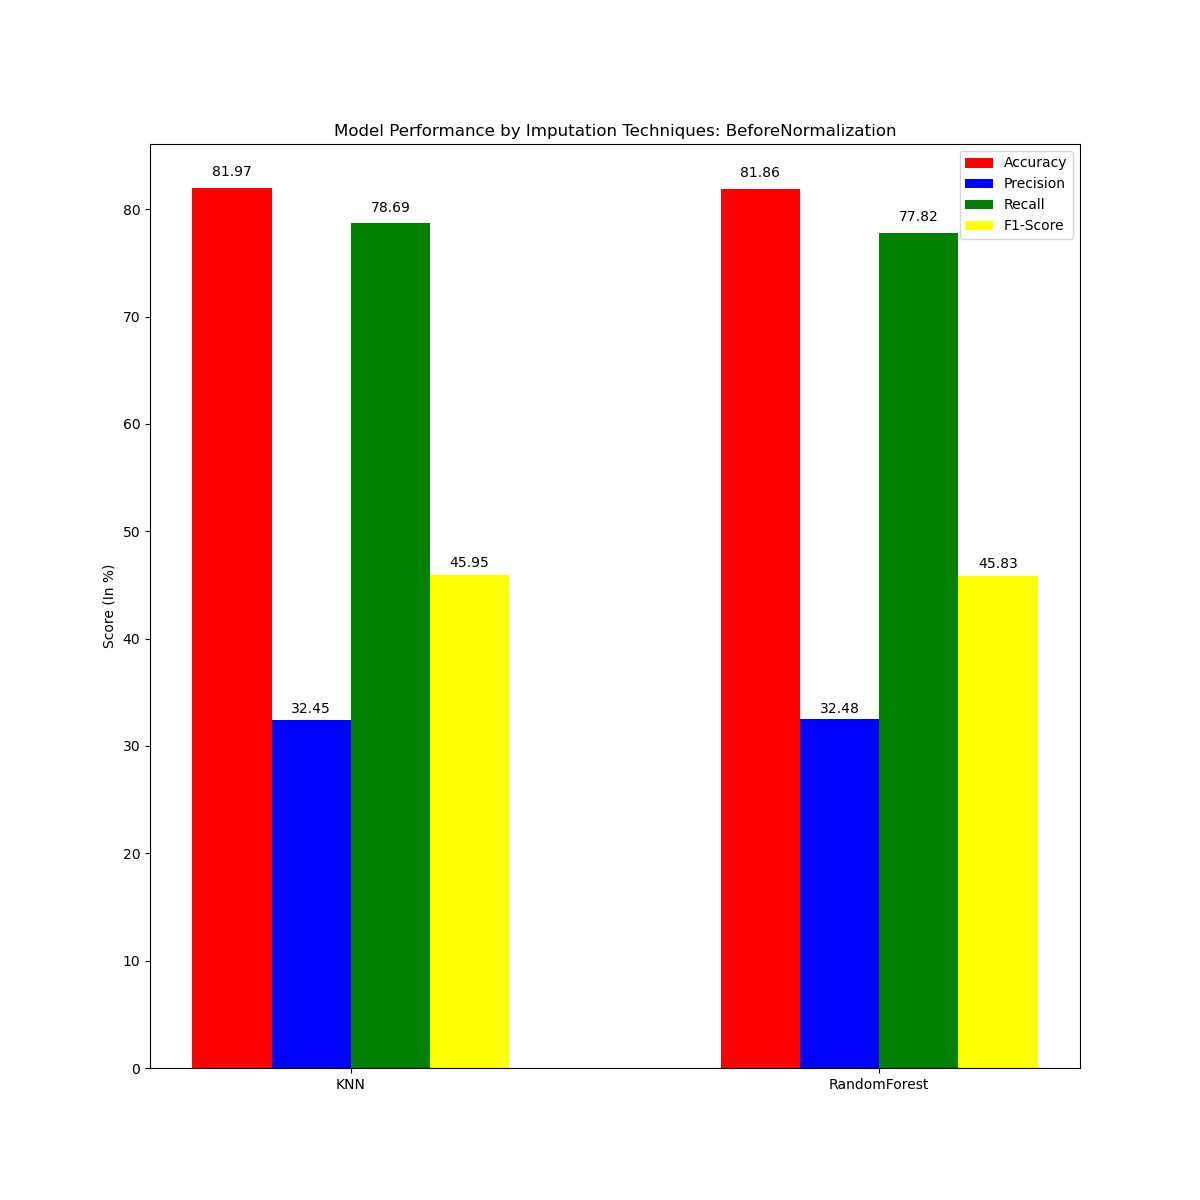 Model Performance by Imputation Techniques: BeforeNormalization
Accuracy
Precision
Recall
F1-Score
81.97
78.69
32.45
45.95
81.86
77.82
32.48
45.83
Score (In %)
80
70
60
50
40
30
20
10
0
KNN
RandomForest